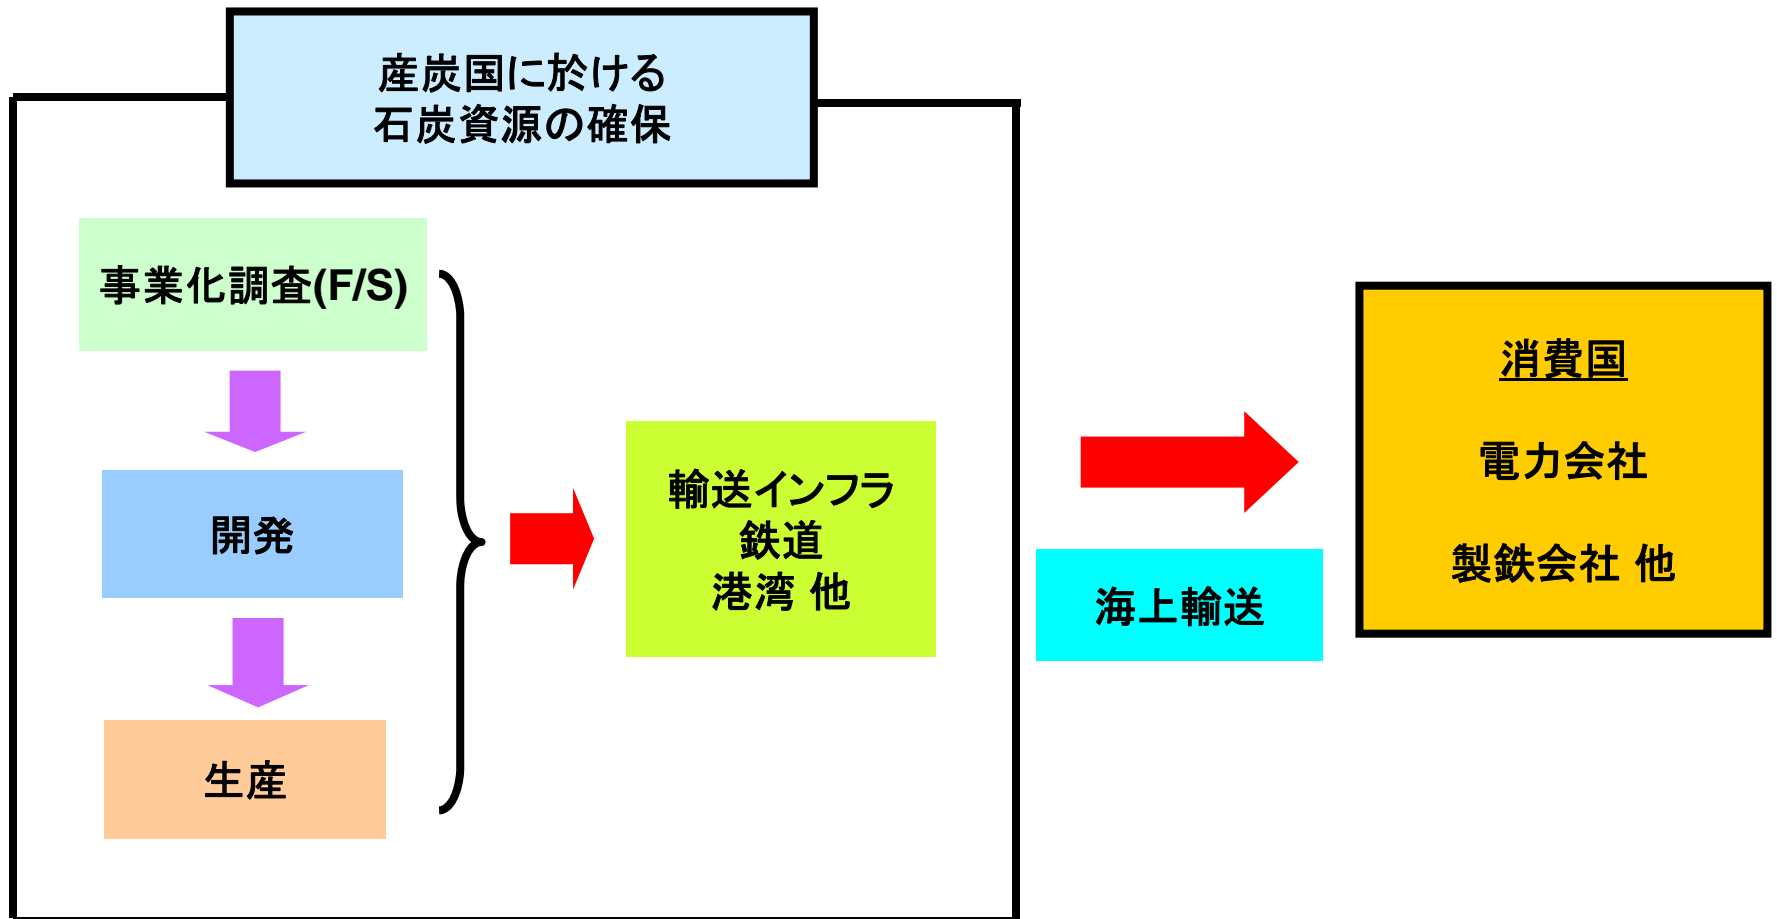 産炭国に於ける
石炭資源の確保
事業化調査(F/S)
開発
生産
輸送インフラ
鉄道
港湾 他
海上輸送
消費国
電力会社
製鉄会社 他